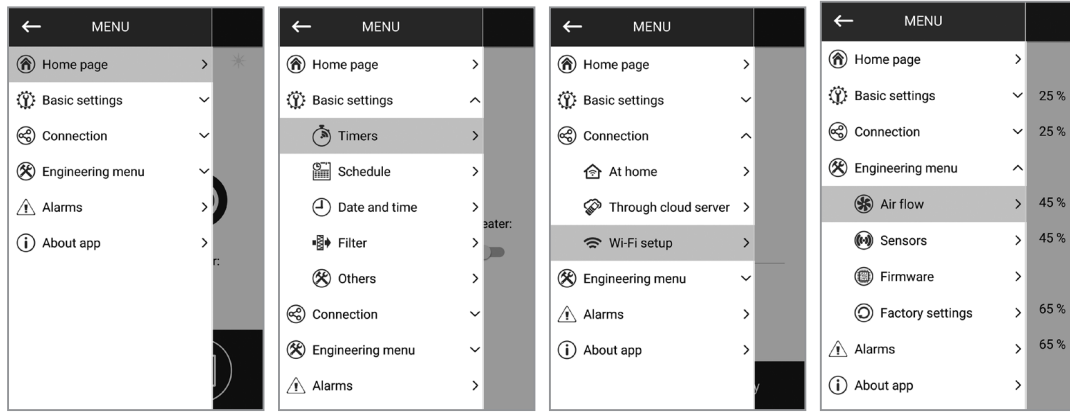 MENU
Home page
Basic settings
Connection
Engineering menu
Alarms
About app
r:
MENU
Home page
Basic settings
Timers
Schedule
Date and time
Filter
Others
Connection
Engineering menu
Alarms
eater:
MENU
Home page
Basic settings
Connection
At home
Through cloud server
Wi-Fi setup
Engineering menu
Alarms
About app
y
MENU
Home page
Basic settings
Connection
Engineering menu
Air flow
Sensors
Firmware
Factory settings
Alarms
About app
25 %
25 %
45 %
45 %
65 %
65 %